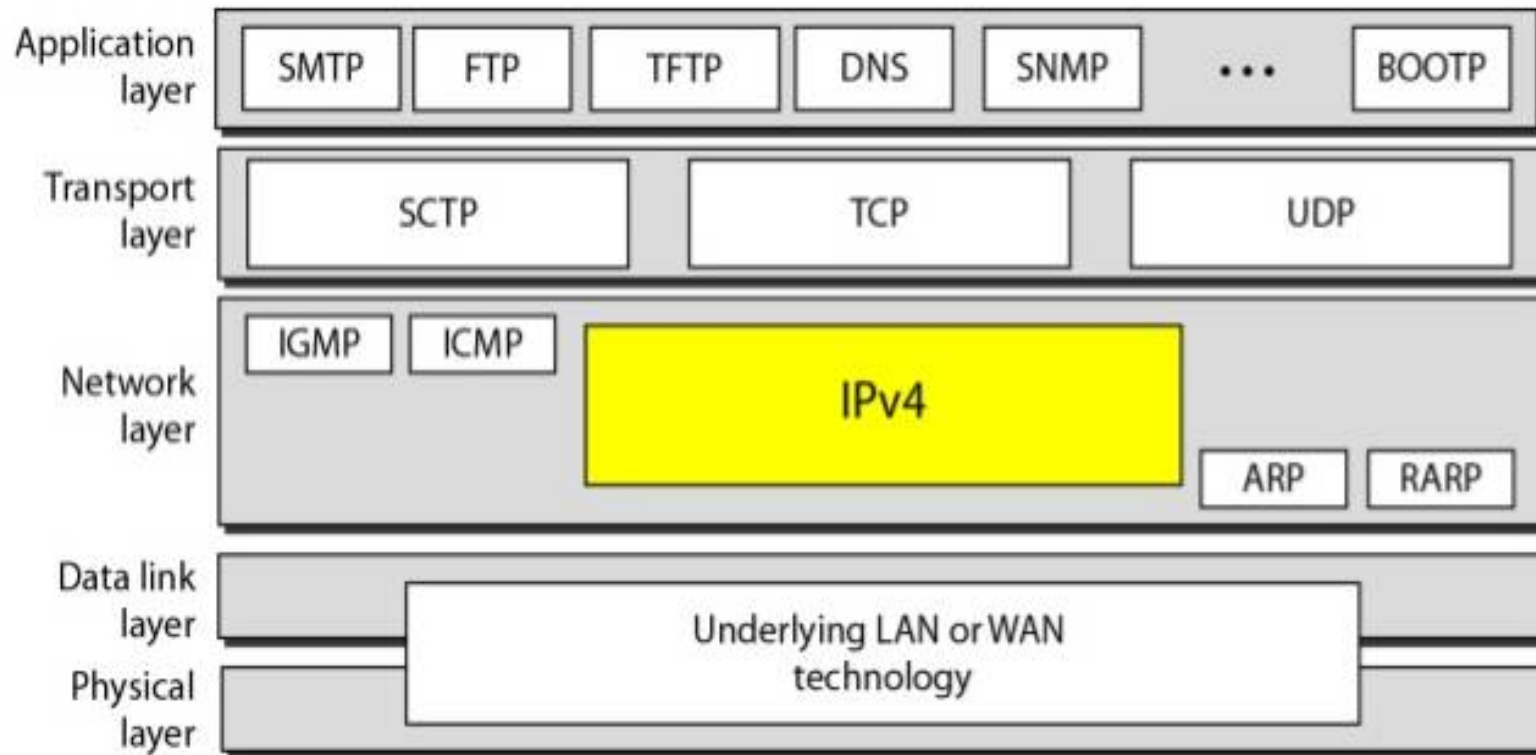 Application
layer
SMTP
FTP
TFTP
DNS
SNMP
...
BOOTP
Transport
layer
SCTP
TCP
UDP
Network
layer
IGMP
ICMP
IPv4
ARP
RARP
Data link
layer
Underlying LAN or WAN
technology
Physical
layer